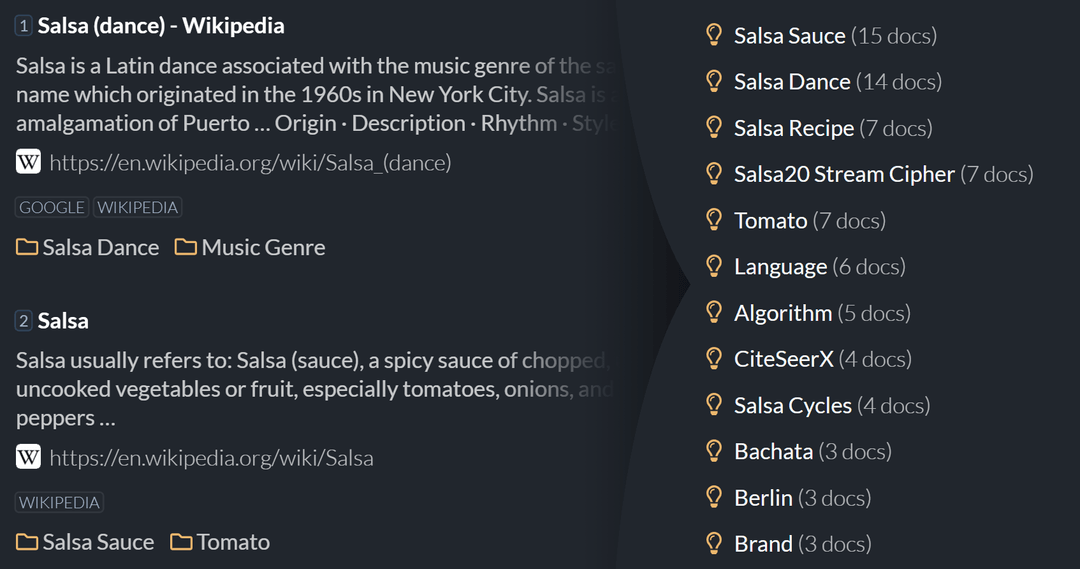 1 Salsa (dance) - Wikipedia
Salsa is a Latin dance associated with the music genre of the
name which originated in the 1960s in New York City. Salsa is
amalgamation of Puerto ... Origin · Description · Rhythm · Style
W https://en.wikipedia.org/wiki/Salsa_(dance)
GOOGLE WIKIPEDIA
Salsa Dance Music Genre
2 Salsa
Salsa usually refers to: Salsa (sauce), a spicy sauce of chopped,
uncooked vegetables or fruit, especially tomatoes, onions, and
peppers ...
W https://en.wikipedia.org/wiki/Salsa
WIKIPEDIA
Salsa Sauce Tomato
Salsa Sauce (15 docs)
Salsa Dance (14 docs)
Salsa Recipe (7 docs)
Salsa20 Stream Cipher (7 docs)
Tomato (7 docs)
Language (6 docs)
Algorithm (5 docs)
CiteSeerX (4 docs)
Salsa Cycles (4 docs)
Bachata (3 docs)
Berlin (3 docs)
Brand (3 docs)